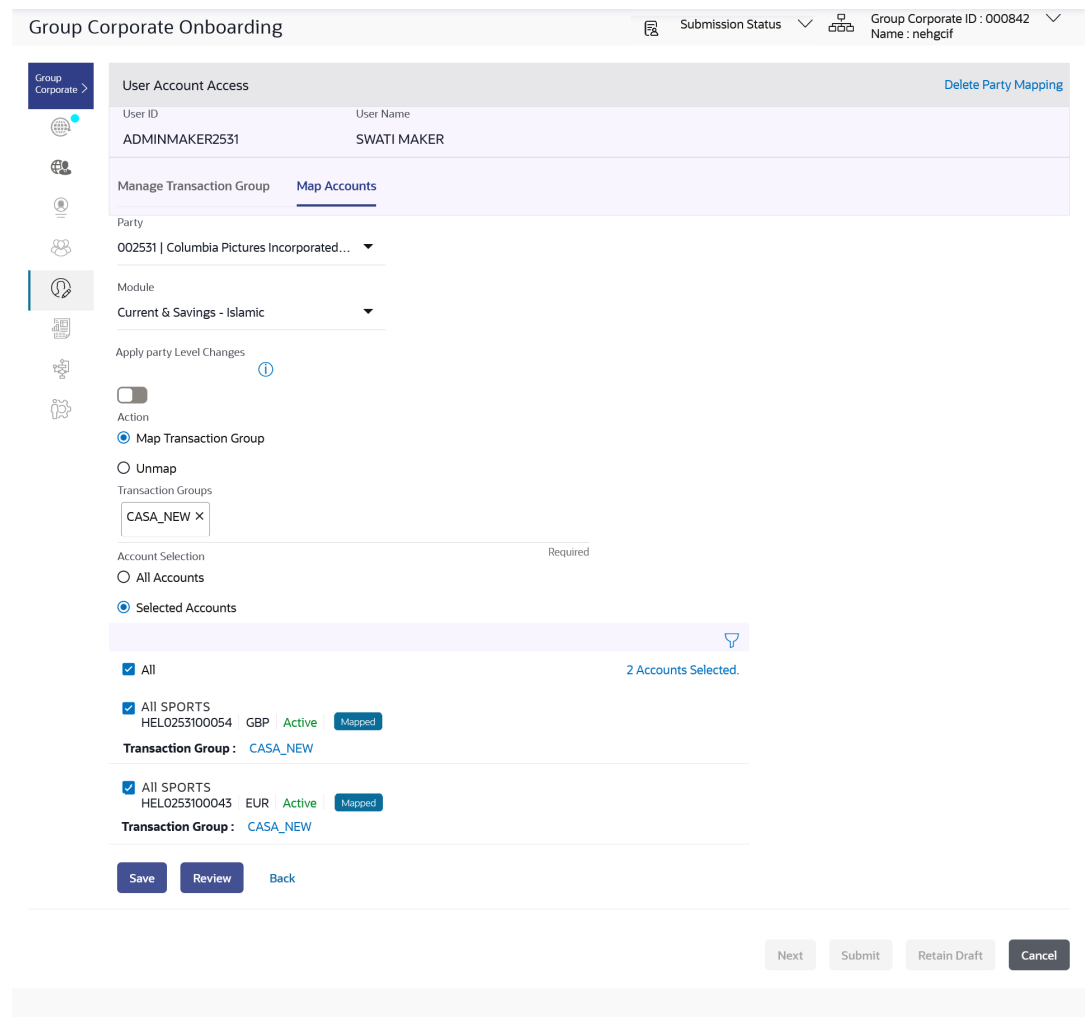 Group Corporate Onboarding
Submission Status
Group Corporate ID : 000842
Name : nehgcif
Group
Corporate
User Account Access
Delete Party Mapping
User ID
User Name
ADMINMAKER2531
SWATI MAKER
Manage Transaction Group
Map Accounts
Party
002531 | Columbia Pictures Incorporated...
Module
Current & Savings - Islamic
Apply party Level Changes
Action
Map Transaction Group
Unmap
Transaction Groups
CASA_NEW ×
Required
Account Selection
All Accounts
Selected Accounts
All
2 Accounts Selected.
All SPORTS
HEL0253100054 GBP Active Mapped
Transaction Group : CASA_NEW
All SPORTS
HEL0253100043 EUR Active Mapped
Transaction Group : CASA_NEW
Save
Review
Back
Next
Submit
Retain Draft
Cancel